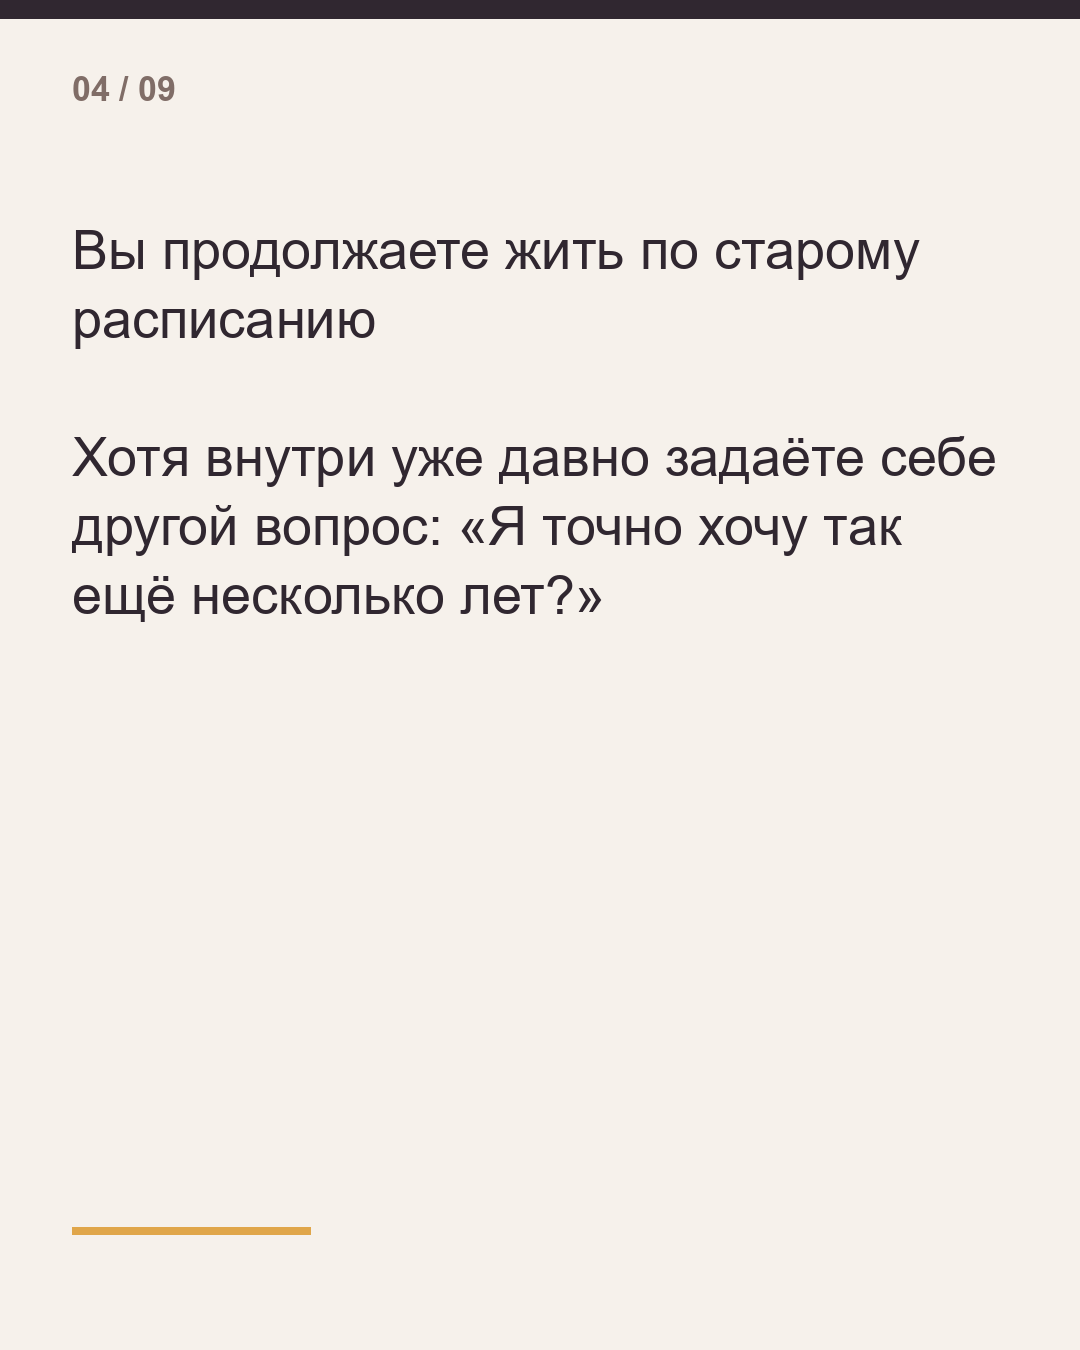 04 / 09
Вы продолжаете жить по старому
расписанию
Хотя внутри уже давно задаёте себе
другой вопрос: «Я точно хочу так
ещё несколько лет?»